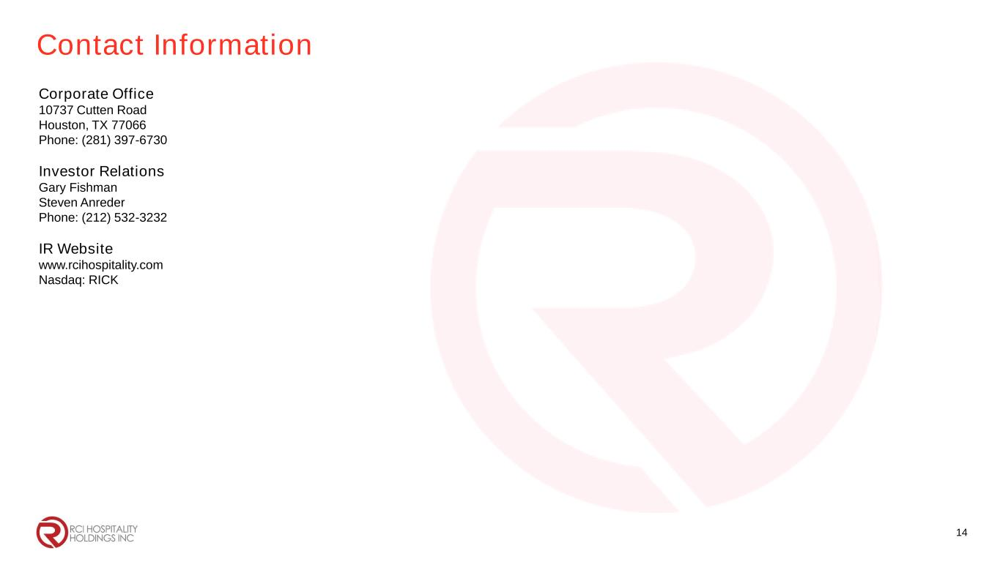 Contact Information
Corporate Office
10737 Cutten Road
Houston, TX 77066
Phone: (281) 397-6730
Investor Relations
Gary Fishman
Steven Anreder
Phone: (212) 532-3232
IR Website
www.rcihospitality.com
Nasdaq: RICK
RCI HOSPITALITY
HOLDINGS INC
14